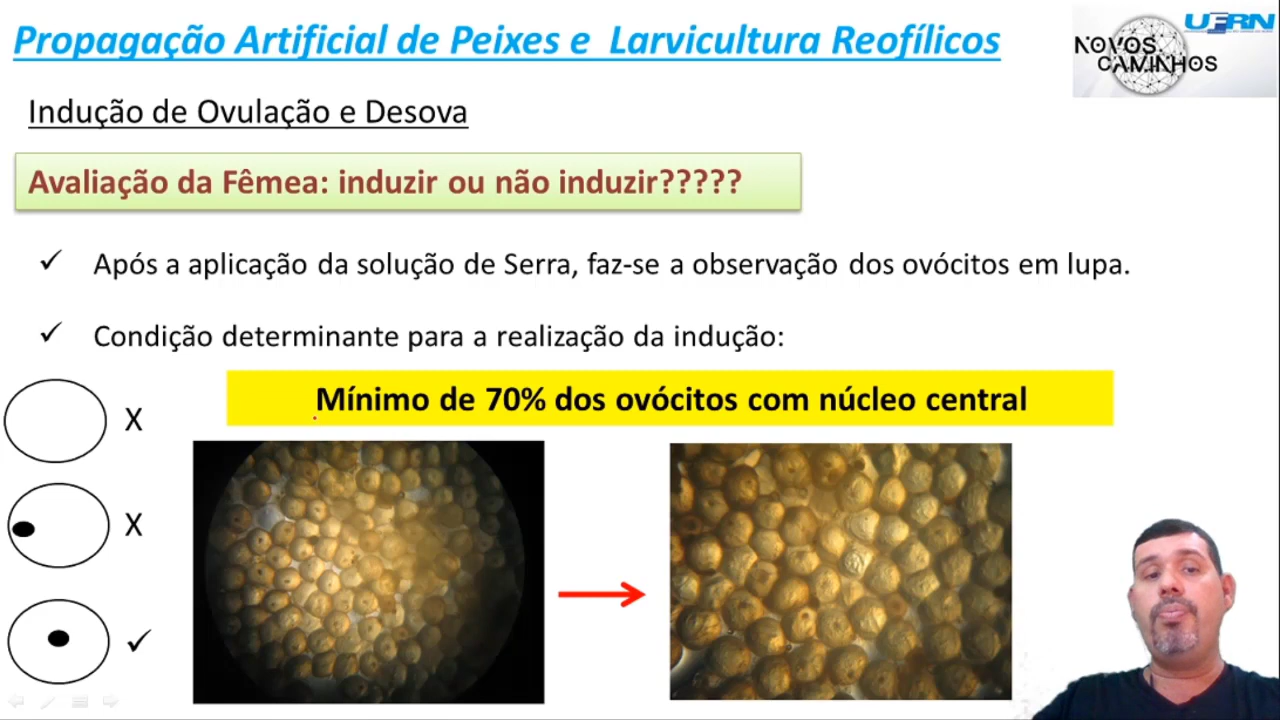 Propagação Artificial de Peixes e Larvicultura Reofílicos
UFRN
NOVOS
CAMINHOS
Indução de Ovulação e Desova
Avaliação da Fêmea: induzir ou não induzir?????
Após a aplicação da solução de Serra, faz-se a observação dos ovócitos em lupa.
Condição determinante para a realização da indução:
Mínimo de 70% dos ovócitos com núcleo central
X
X